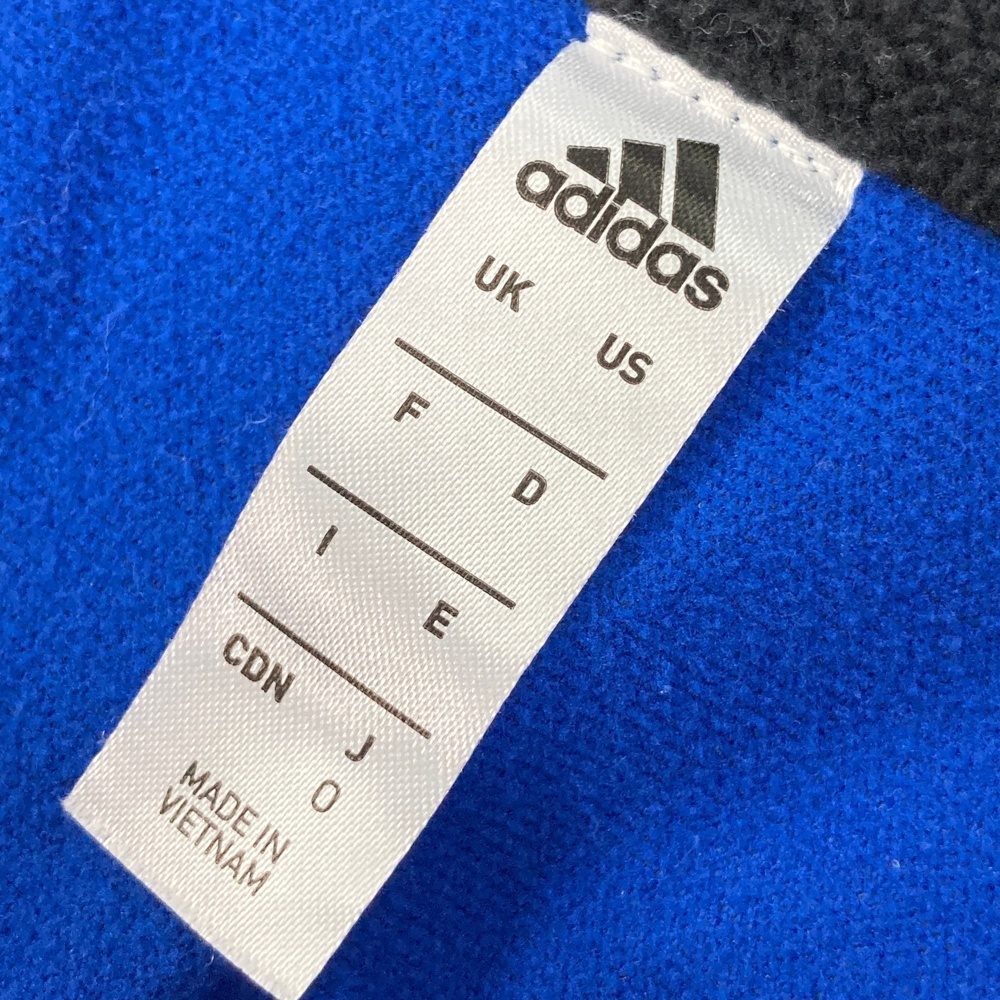 adidas
UK US
F D
I E
CDN J
O
MADE IN
VIETNAM